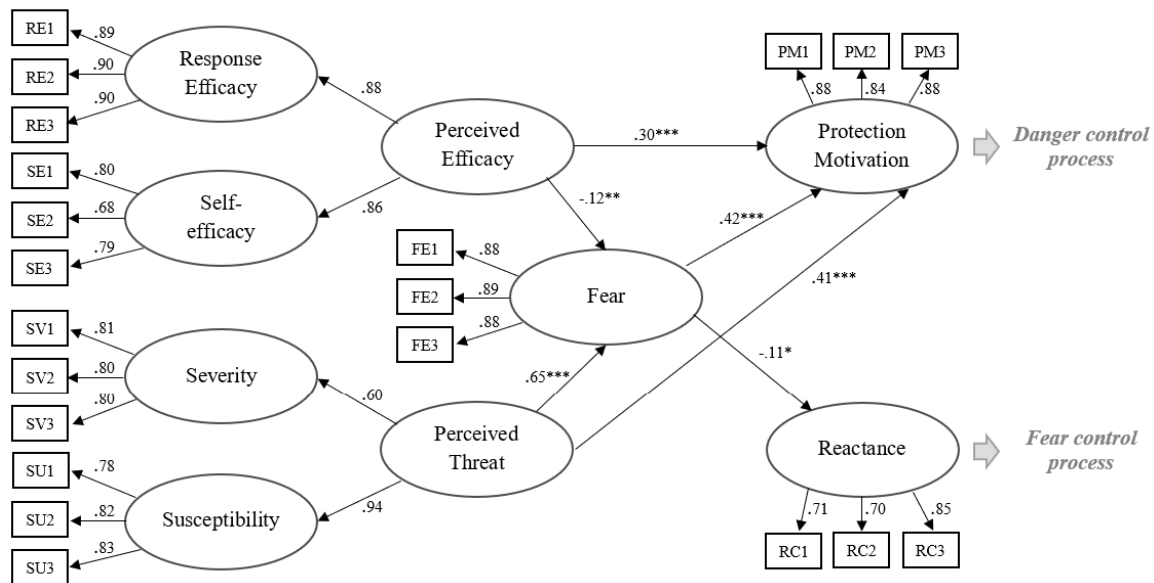 RE1
.89
RE2
.90
RE3
.90
Response
Efficacy
.88
SE1
.80
SE2
.68
SE3
.79
Self-
efficacy
.86
Perceived
Efficacy
.30***
-.12**
PM1
PM2
PM3
.88
.84
.88
Protection
Motivation
Danger control
process
FE1
.88
FE2
.89
FE3
.88
Fear
.42***
.41***
-.11*
SV1
.81
SV2
.80
SV3
.80
Severity
.60
.65***
Perceived
Threat
SU1
.78
SU2
.82
SU3
.83
Susceptibility
.94
Reactance
Fear control
process
.71
.70
.85
RC1
RC2
RC3